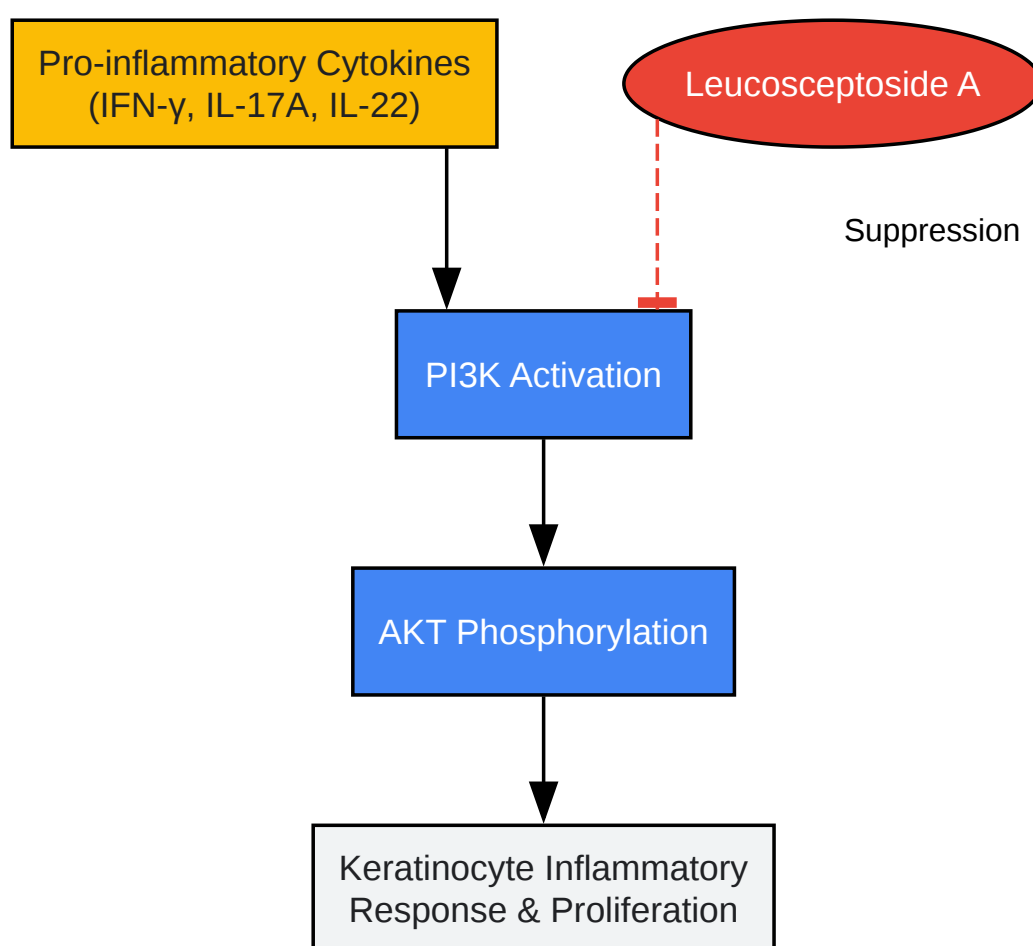 Pro-inflammatory Cytokines
(IFN-γ, IL-17A, IL-22)
Leucosceptoside A
Suppression
PI3K Activation
AKT Phosphorylation
Keratinocyte Inflammatory
Response & Proliferation